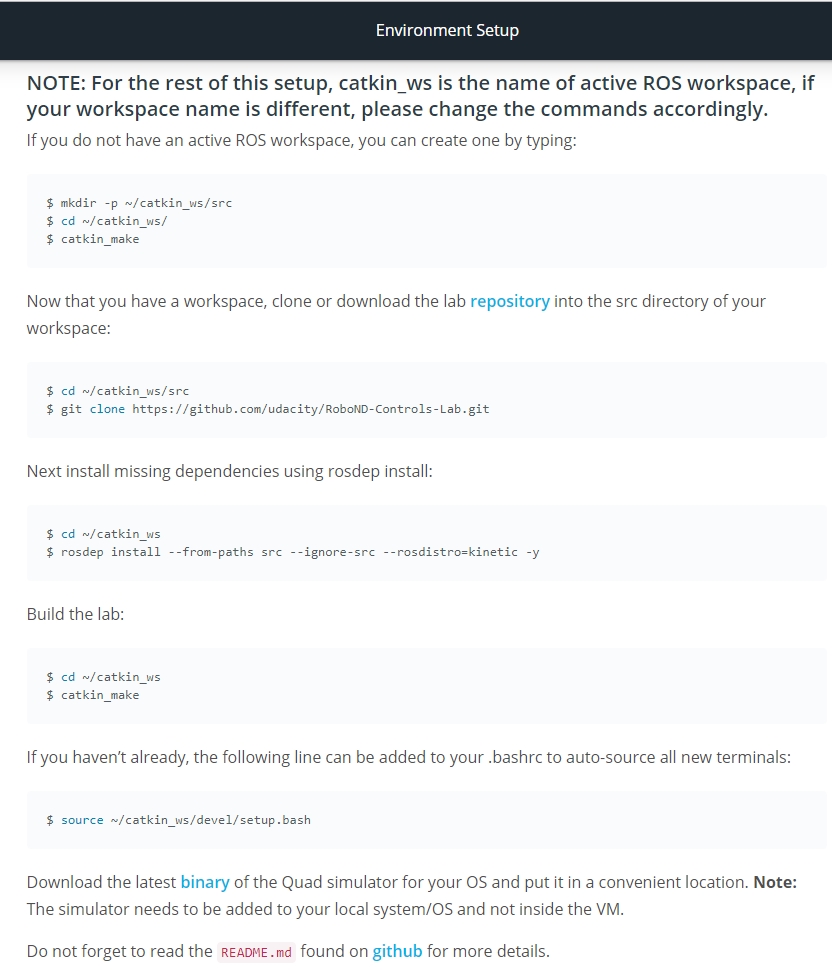 Environment Setup
NOTE: For the rest of this setup, catkin_ws is the name of active ROS workspace, if
your workspace name is different, please change the commands accordingly.
If you do not have an active ROS workspace, you can create one by typing:
$ mkdir -p ~/catkin_ws/src
$ cd ~/catkin_ws/
$ catkin_make
Now that you have a workspace, clone or download the lab repository into the src directory of your
workspace:
$ cd ~/catkin_ws/src
$ git clone https://github.com/udacity/RoboND-Controls-Lab.git
Next install missing dependencies using rosdep install:
$ cd ~/catkin_ws
$ rosdep install --from-paths src --ignore-src --rosdistro=kinetic -y
Build the lab:
$ cd ~/catkin_ws
$ catkin_make
If you haven’t already, the following line can be added to your .bashrc to auto-source all new terminals:
$ source ~/catkin_ws/devel/setup.bash
Download the latest binary of the Quad simulator for your OS and put it in a convenient location. Note:
The simulator needs to be added to your local system/OS and not inside the VM.
Do not forget to read the README.md found on github for more details.